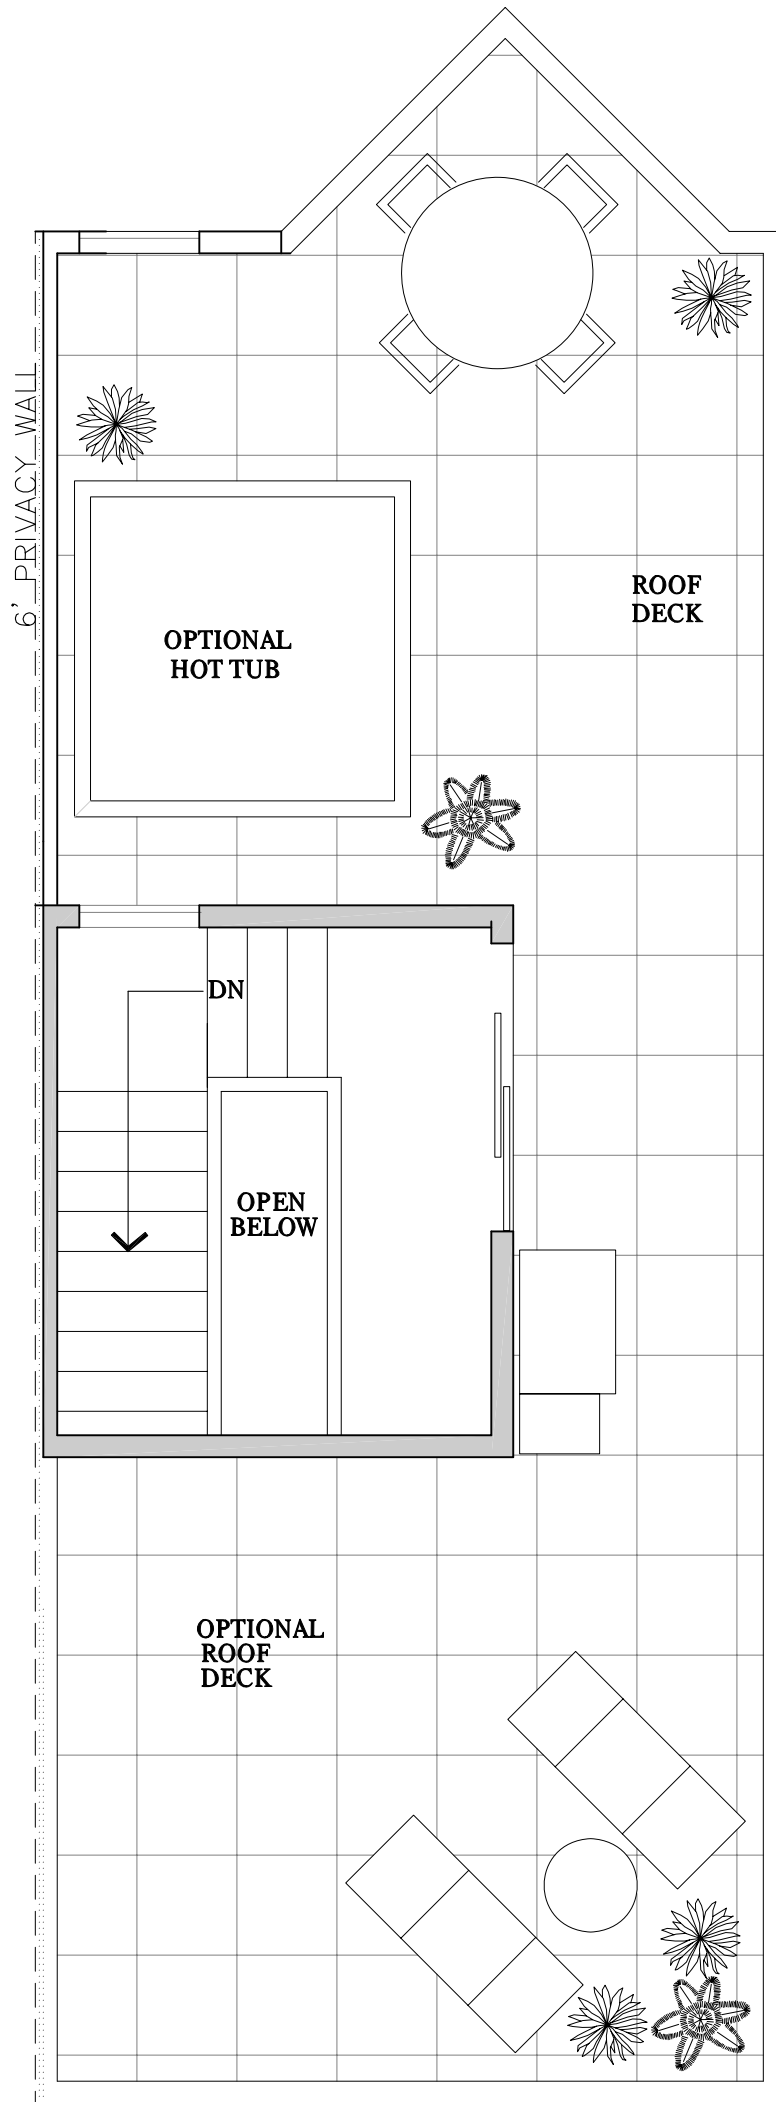 6' PRIVACY WALL
ROOF
DECK
OPTIONAL
HOT TUB
DN
OPEN
BELOW
OPTIONAL
ROOF
DECK